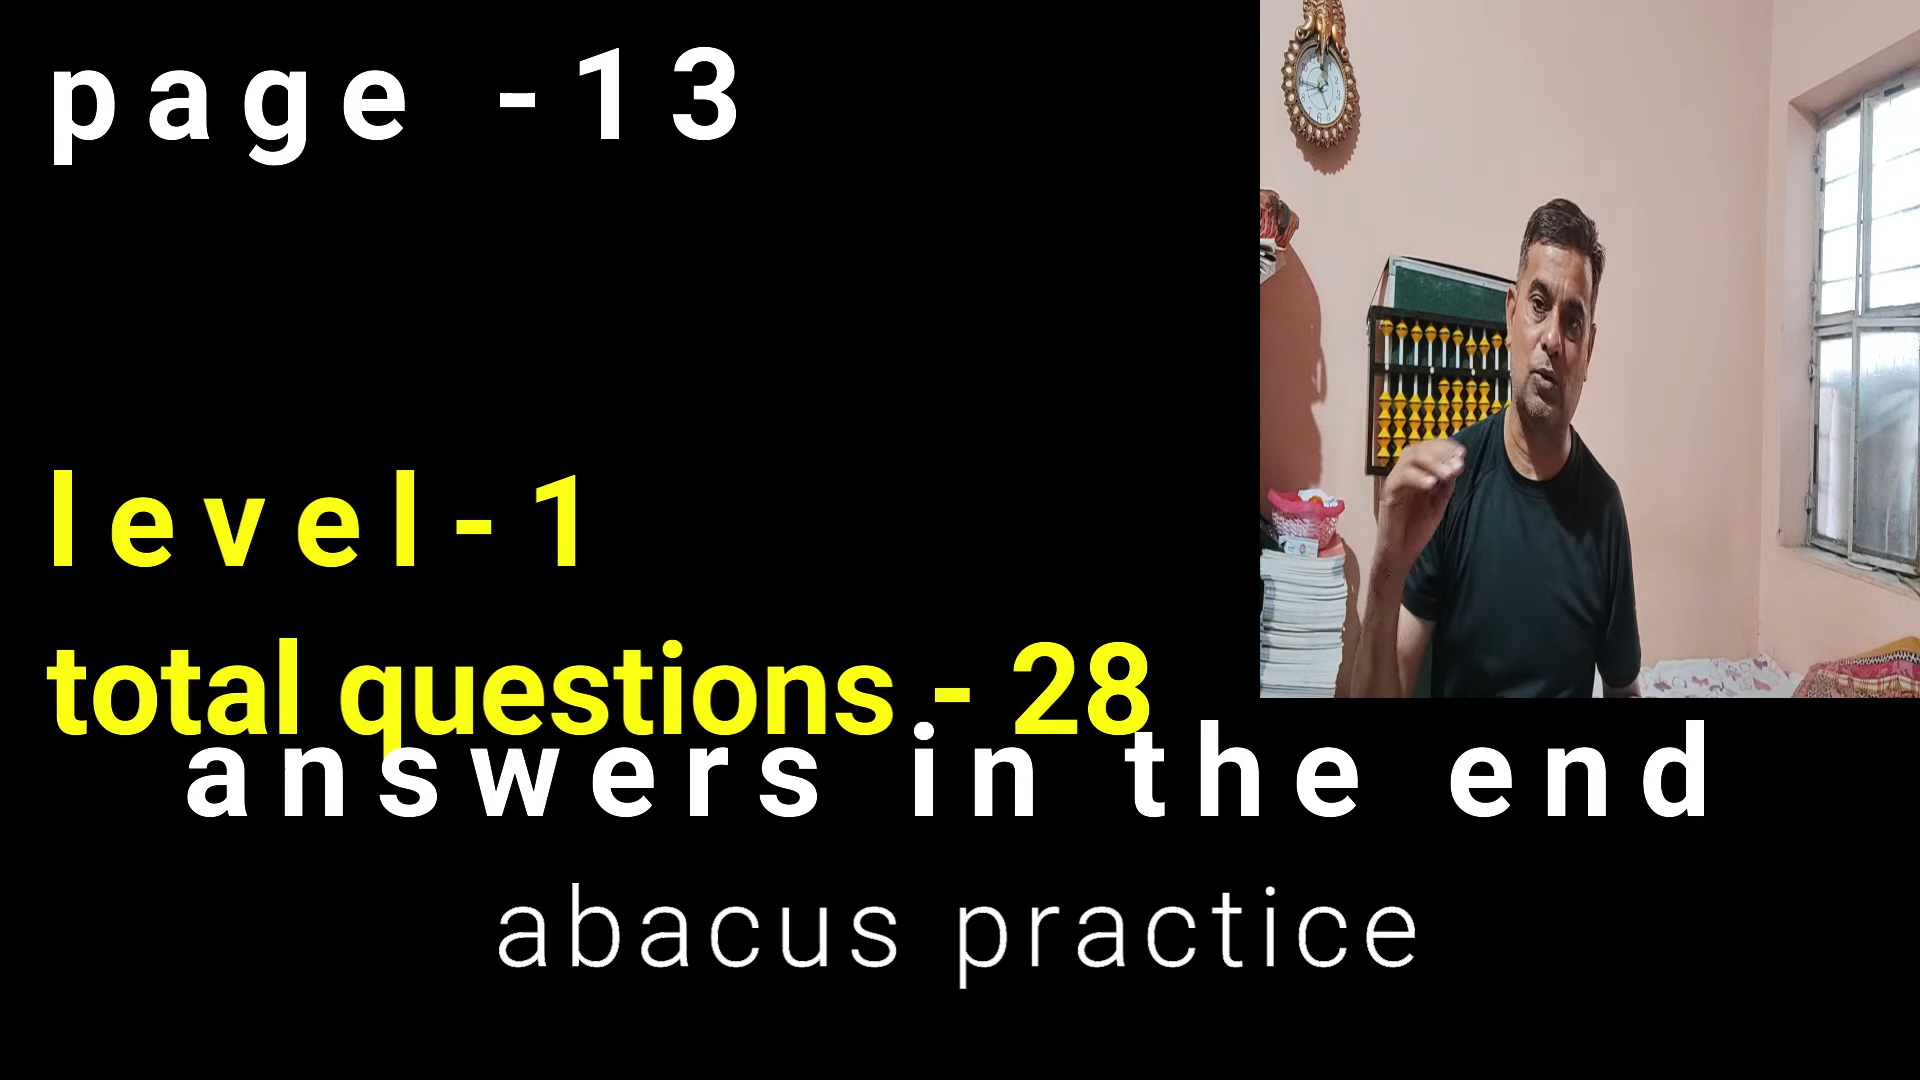 page -13
level-1
total questions - 28
answers in the end
abacus practice